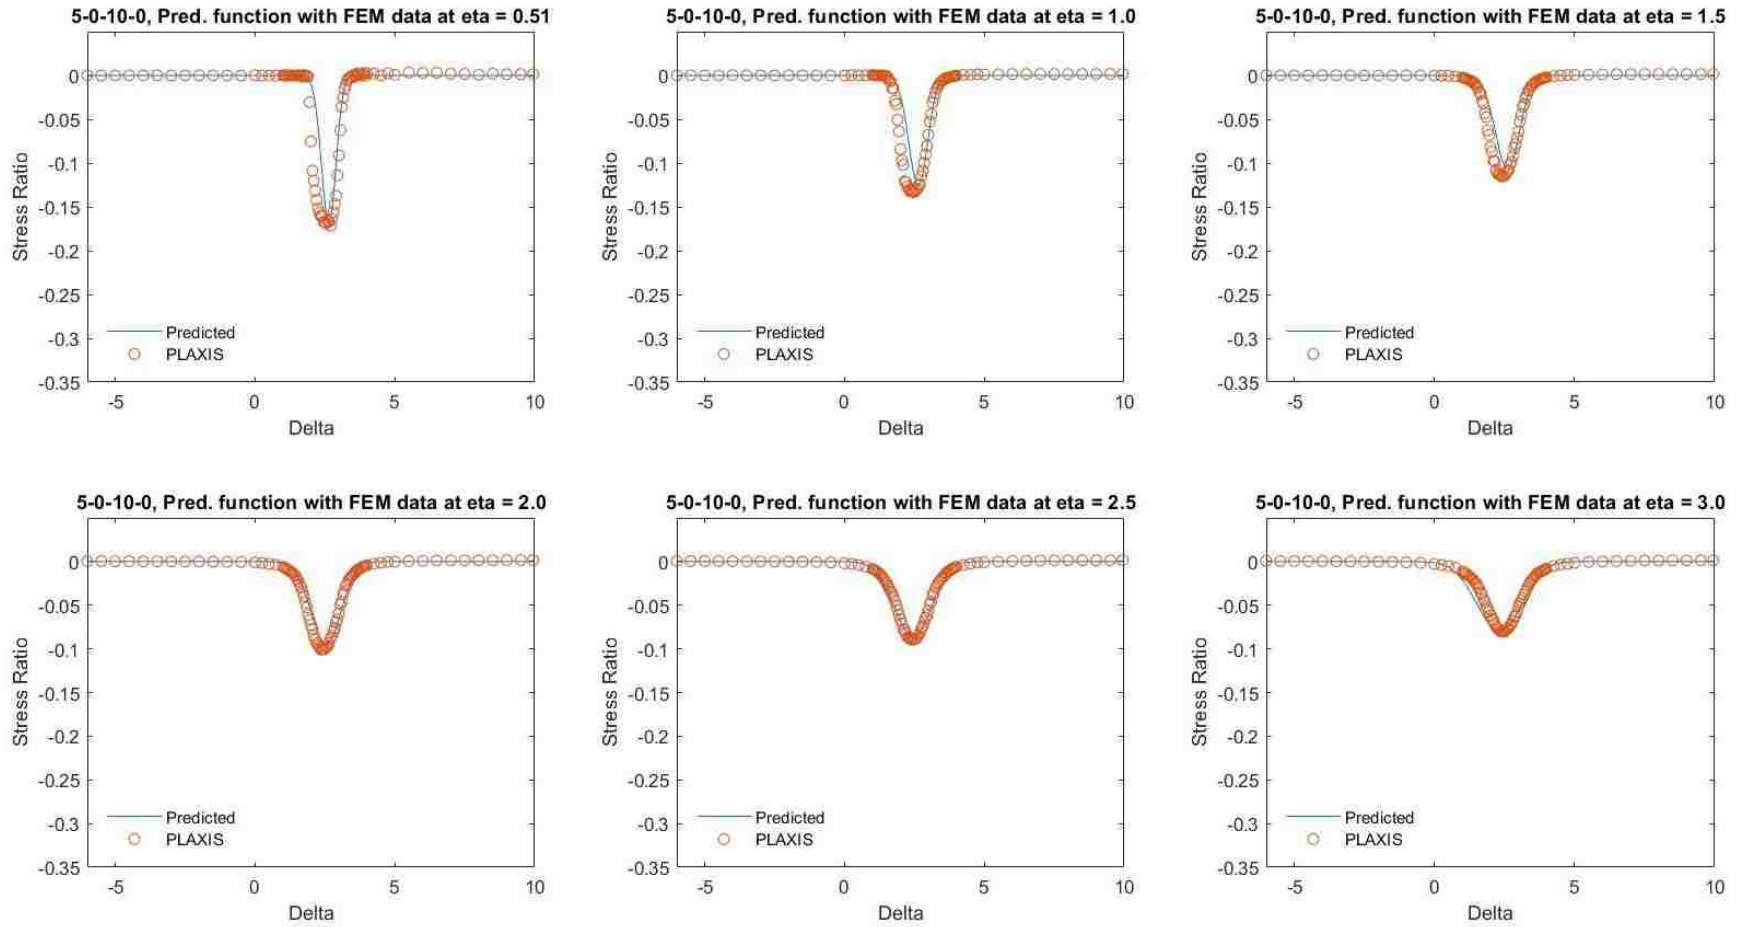 5-0-10-0, Pred. function with FEM data at eta = 0.51
0
-0.05
-0.1
-0.15
-0.2
-0.25
-0.3
-0.35
Stress Ratio
Predicted
PLAXIS
-5
0
5
10
Delta
5-0-10-0, Pred. function with FEM data at eta = 1.0
0
-0.05
-0.1
-0.15
-0.2
-0.25
-0.3
-0.35
Stress Ratio
Predicted
PLAXIS
-5
0
5
10
Delta
5-0-10-0, Pred. function with FEM data at eta = 1.5
0
-0.05
-0.1
-0.15
-0.2
-0.25
-0.3
-0.35
Stress Ratio
Predicted
PLAXIS
-5
0
5
10
Delta
5-0-10-0, Pred. function with FEM data at eta = 2.0
0
-0.05
-0.1
-0.15
-0.2
-0.25
-0.3
-0.35
Stress Ratio
Predicted
PLAXIS
-5
0
5
10
Delta
5-0-10-0, Pred. function with FEM data at eta = 2.5
0
-0.05
-0.1
-0.15
-0.2
-0.25
-0.3
-0.35
Stress Ratio
Predicted
PLAXIS
-5
0
5
10
Delta
5-0-10-0, Pred. function with FEM data at eta = 3.0
0
-0.05
-0.1
-0.15
-0.2
-0.25
-0.3
-0.35
Stress Ratio
Predicted
PLAXIS
-5
0
5
10
Delta